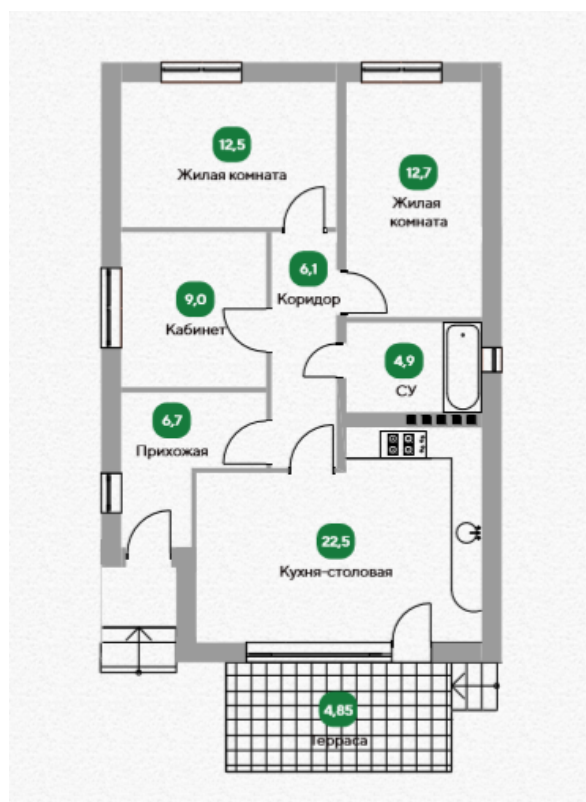 12,5
Жилая комната
12,7
Жилая
комната
6,1
Коридор
9,0
Кабинет
4,9
СУ
6,7
Прихожая
22,5
Кухня-столовая
4,85
Терраса